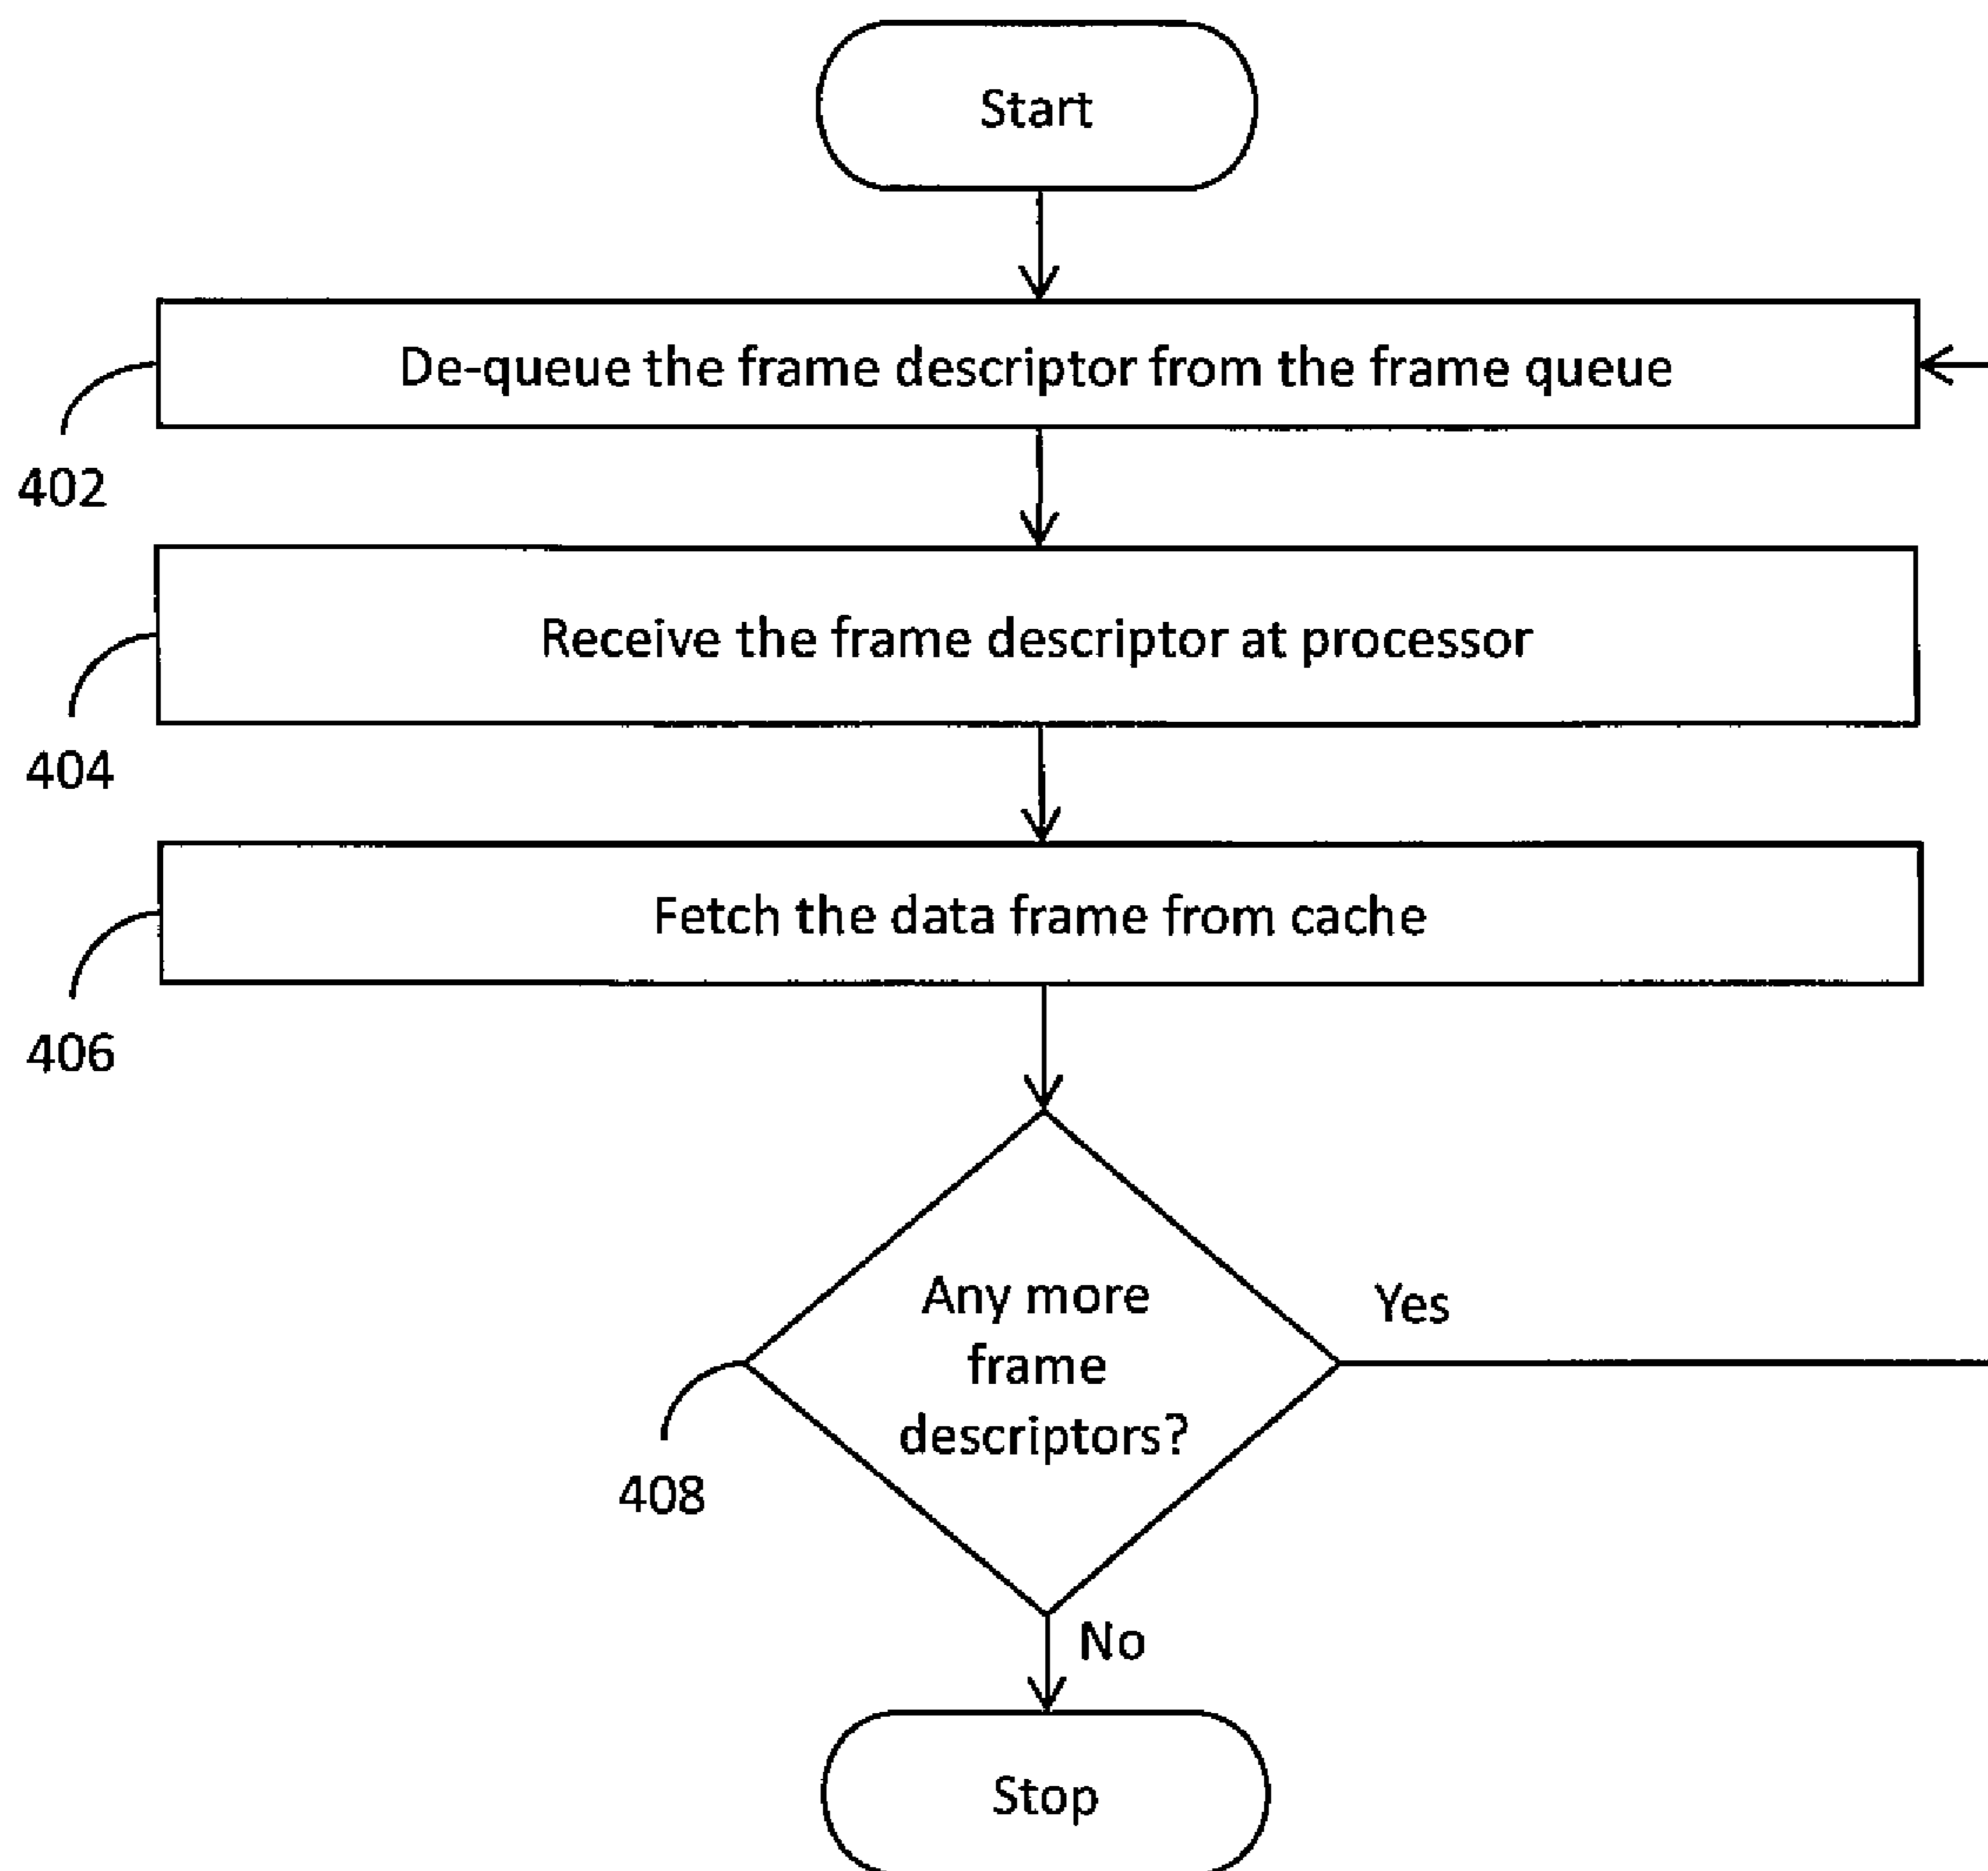 Start
De-queue the frame descriptor from the frame queue
402
Receive the frame descriptor at processor
404
Fetch the data frame from cache
406
Any more
frame
descriptors?
Yes
408
No
Stop